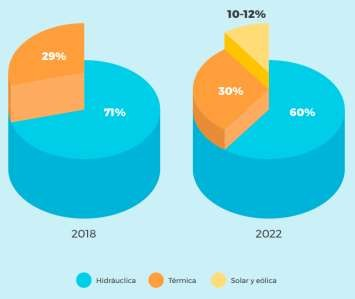 10-12%
29%
71%
30%
60%
2018
2022
Hidráuclica
Térmica
Solar y eólica